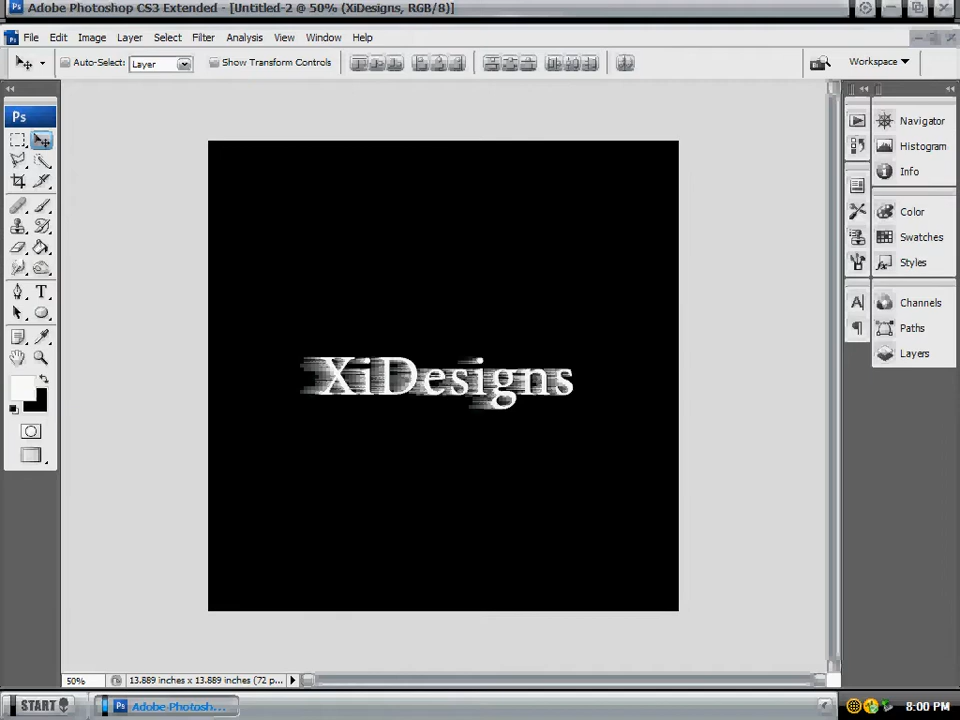 Adobe Photoshop CS3 Extended - [Untitled-2 @ 50% (XiDesigns, RGB/8)]
File Edit Image Layer Select Filter Analysis View Window Help
Auto-Select: Layer Show Transform Controls Workspace
Ps
Navigator
Histogram
Info
Color
Swatches
Styles
Channels
Paths
Layers
XiDesigns
50% 13.889 inches x 13.889 inches (72 p...
START Adobe Photosh... 8:00 PM